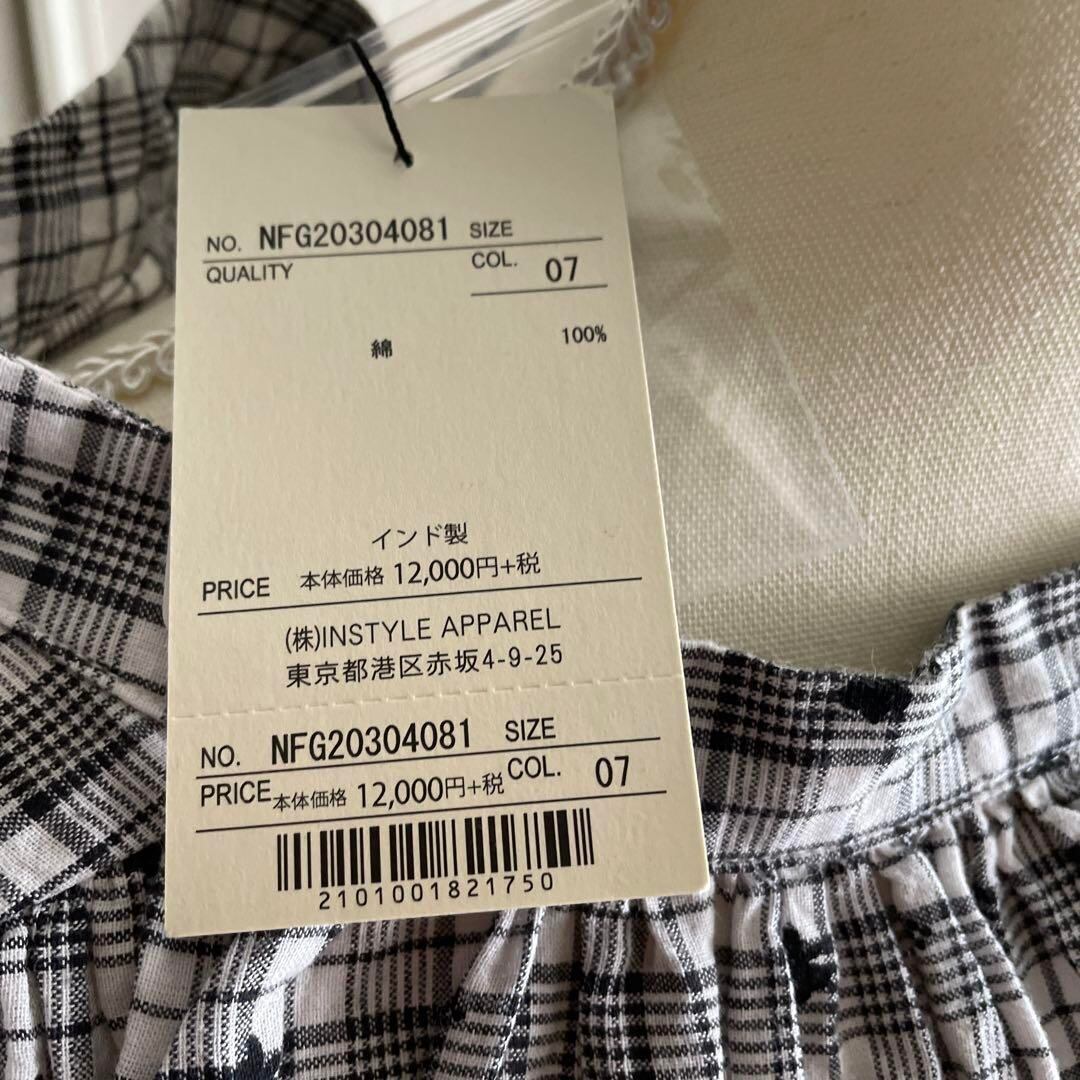 NO. NFG20304081 SIZE
QUALITY COL. 07
綿 100%
インド製
PRICE 本体価格 12,000円+税
(株)INSTYLE APPAREL
東京都港区赤坂4-9-25
NO. NFG20304081 SIZE
PRICE 本体価格 12,000円+税 COL. 07
2101001821750